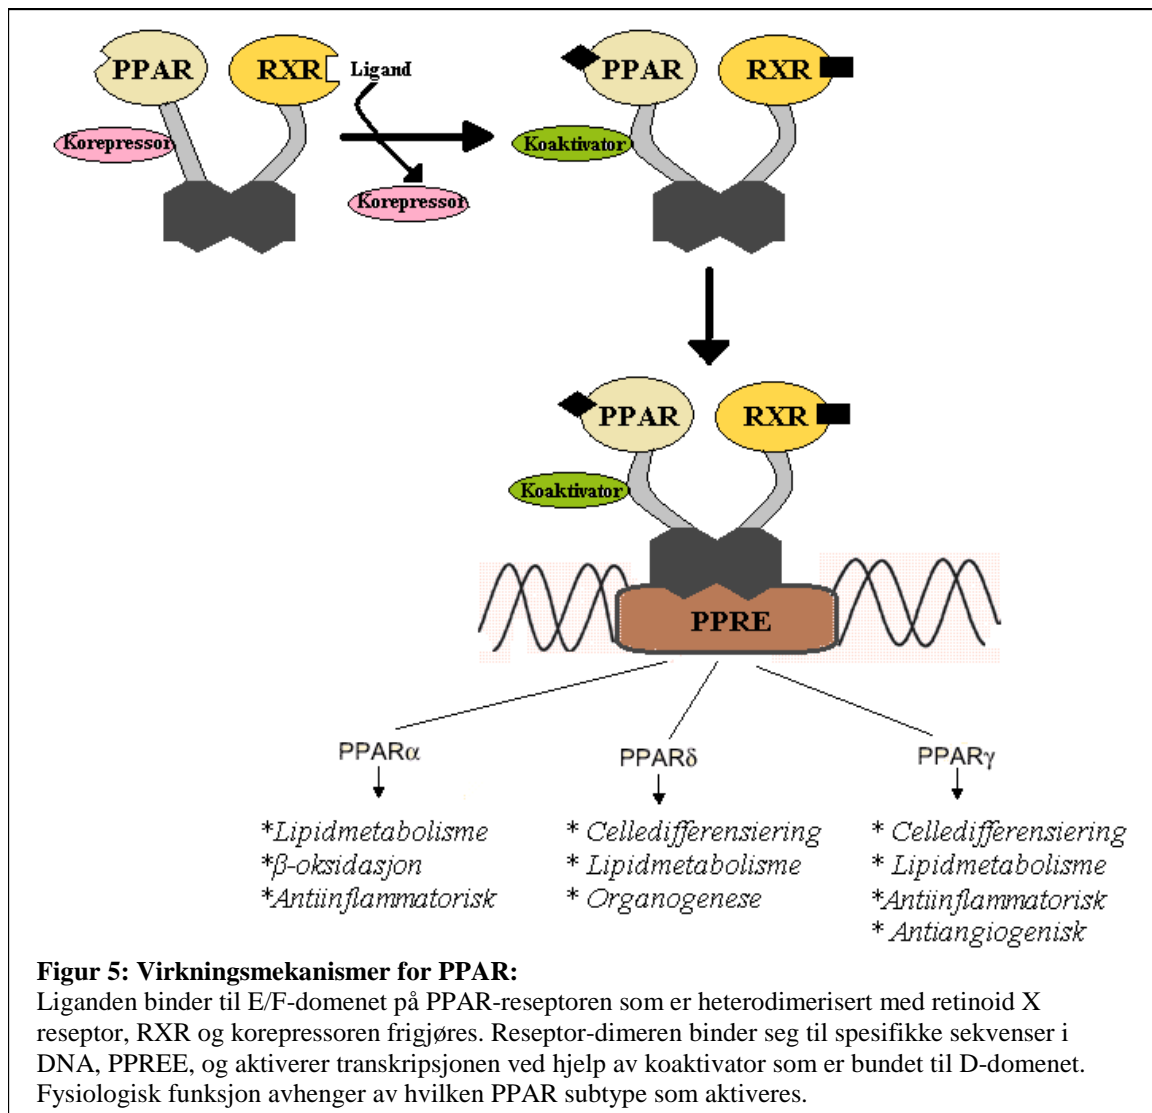 PPAR RXR Ligand
Korepressor
Korepressor
PPAR RXR
Koaktivator
PPAR RXR
Koaktivator
PPRE
PPARα
*Lipidmetabolisme
*β-oksidasjon
*Antiinflammatorisk
PPARδ
* Celledifferensiering
* Lipidmetabolisme
* Organogenese
PPARγ
* Celledifferensiering
* Lipidmetabolisme
*Antiinflammatorisk
* Antiangiogenisk
Figur 5: Virkningsmekanismer for PPAR:
Liganden binder til E/F-domenet på PPAR-reseptoren som er heterodimerisert med retinoid X
reseptor, RXR og korepressoren frigjøres. Reseptor-dimeren binder seg til spesifikke sekvenser i
DNA, PPREE, og aktiverer transkripsjonen ved hjelp av koaktivator som er bundet til D-domenet.
Fysiologisk funksjon avhenger av hvilken PPAR subtype som aktiveres.